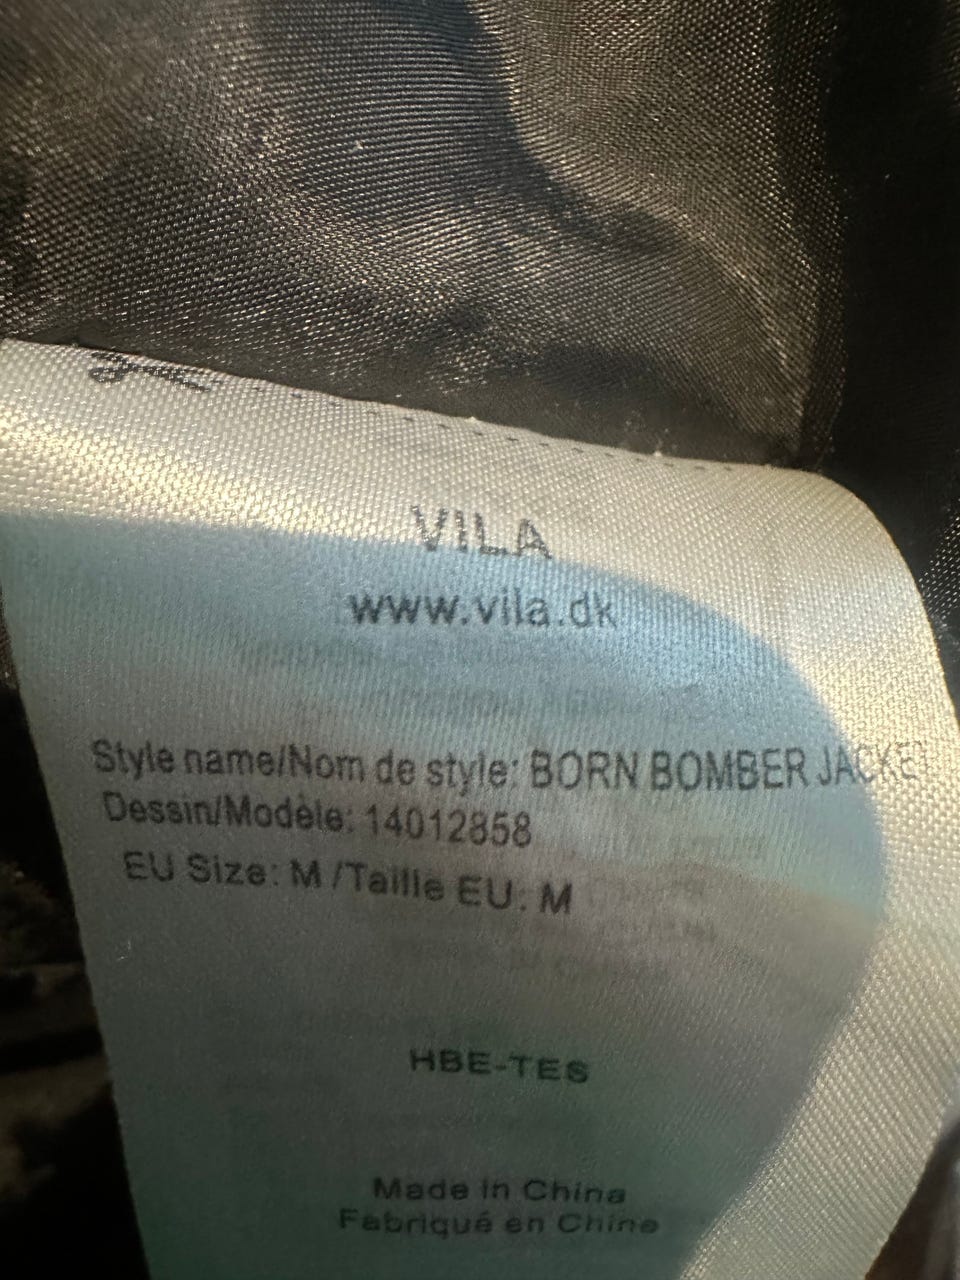 VILA
www.vila.dk
Style name/Nom de style: BORN BOMBER JACKET
Dessin/Modèle: 14012858
EU Size: M /Taille EU: M
HBE-TES
Made in China
Fabriqué en Chine